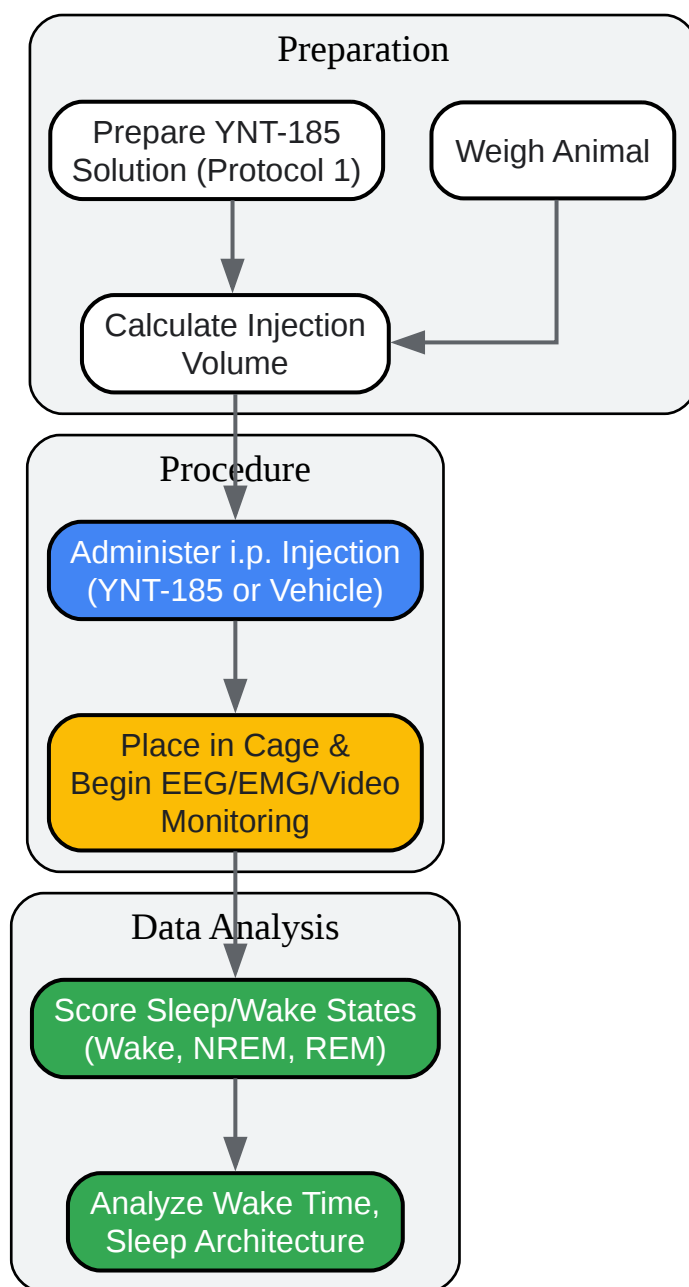 Preparation
Prepare YNT-185
Solution (Protocol 1)
Weigh Animal
Calculate Injection
Volume
Procedure
Administer i.p. Injection
(YNT-185 or Vehicle)
Place in Cage &
Begin EEG/EMG/Video
Monitoring
Data Analysis
Score Sleep/Wake States
(Wake, NREM, REM)
Analyze Wake Time,
Sleep Architecture